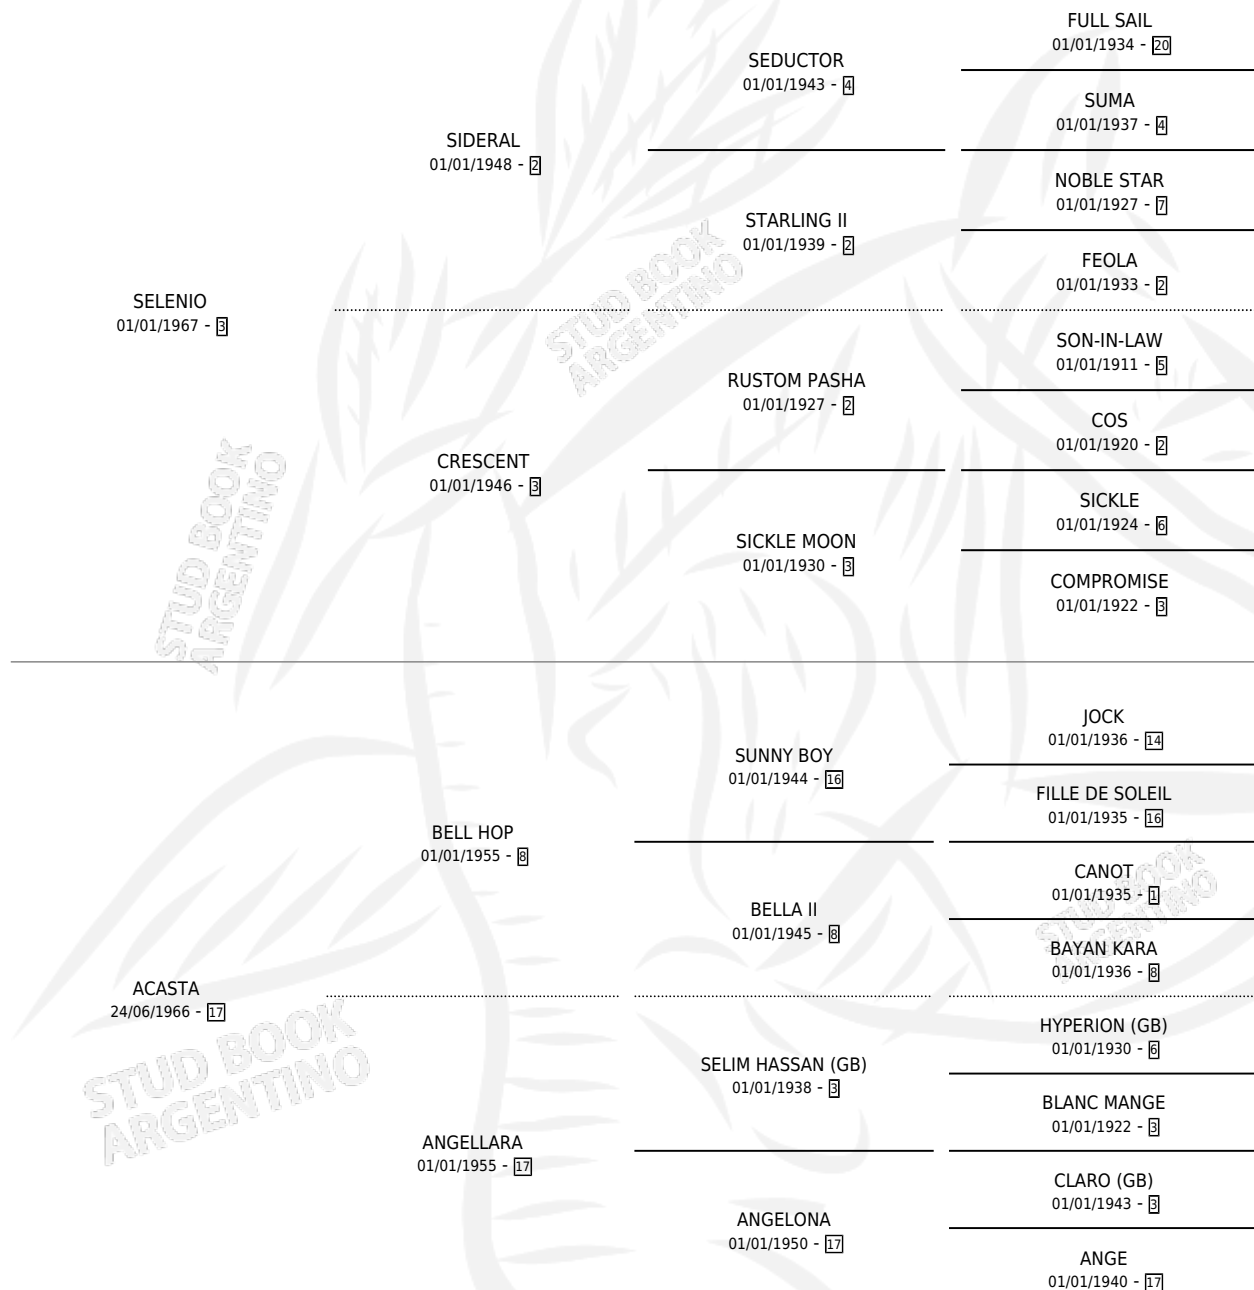 FULL SAIL
01/01/1934 - 20
SEDUCTOR
01/01/1943 - 4
SUMA
01/01/1937 - 4
SIDERAL
01/01/1948 - 2
NOBLE STAR
01/01/1927 - 7
STARLING II
01/01/1939 - 2
FEOLA
01/01/1933 - 2
SELENIO
01/01/1967 - 3
SON-IN-LAW
01/01/1911 - 5
RUSTOM PASHA
01/01/1927 - 2
COS
01/01/1920 - 2
CRESCENT
01/01/1946 - 3
SICKLE
01/01/1924 - 6
SICKLE MOON
01/01/1930 - 3
COMPROMISE
01/01/1922 - 3
JOCK
01/01/1936 - 14
SUNNY BOY
01/01/1944 - 16
FILLE DE SOLEIL
01/01/1935 - 16
BELL HOP
01/01/1955 - 8
CANOT
01/01/1935 - 1
BELLA II
01/01/1945 - 8
BAYAN KARA
01/01/1936 - 8
ACASTA
24/06/1966 - 17
HYPERION (GB)
01/01/1930 - 6
SELIM HASSAN (GB)
01/01/1938 - 3
BLANC MANGE
01/01/1922 - 3
ANGELLARA
01/01/1955 - 17
CLARO (GB)
01/01/1943 - 3
ANGELONA
01/01/1950 - 17
ANGE
01/01/1940 - 17
STUD BOOK
ARGENTINO
STUD BOOK
ARGENTINO
STUD BOOK
ARGENTINO
STUD BOOK
ARGENTINO